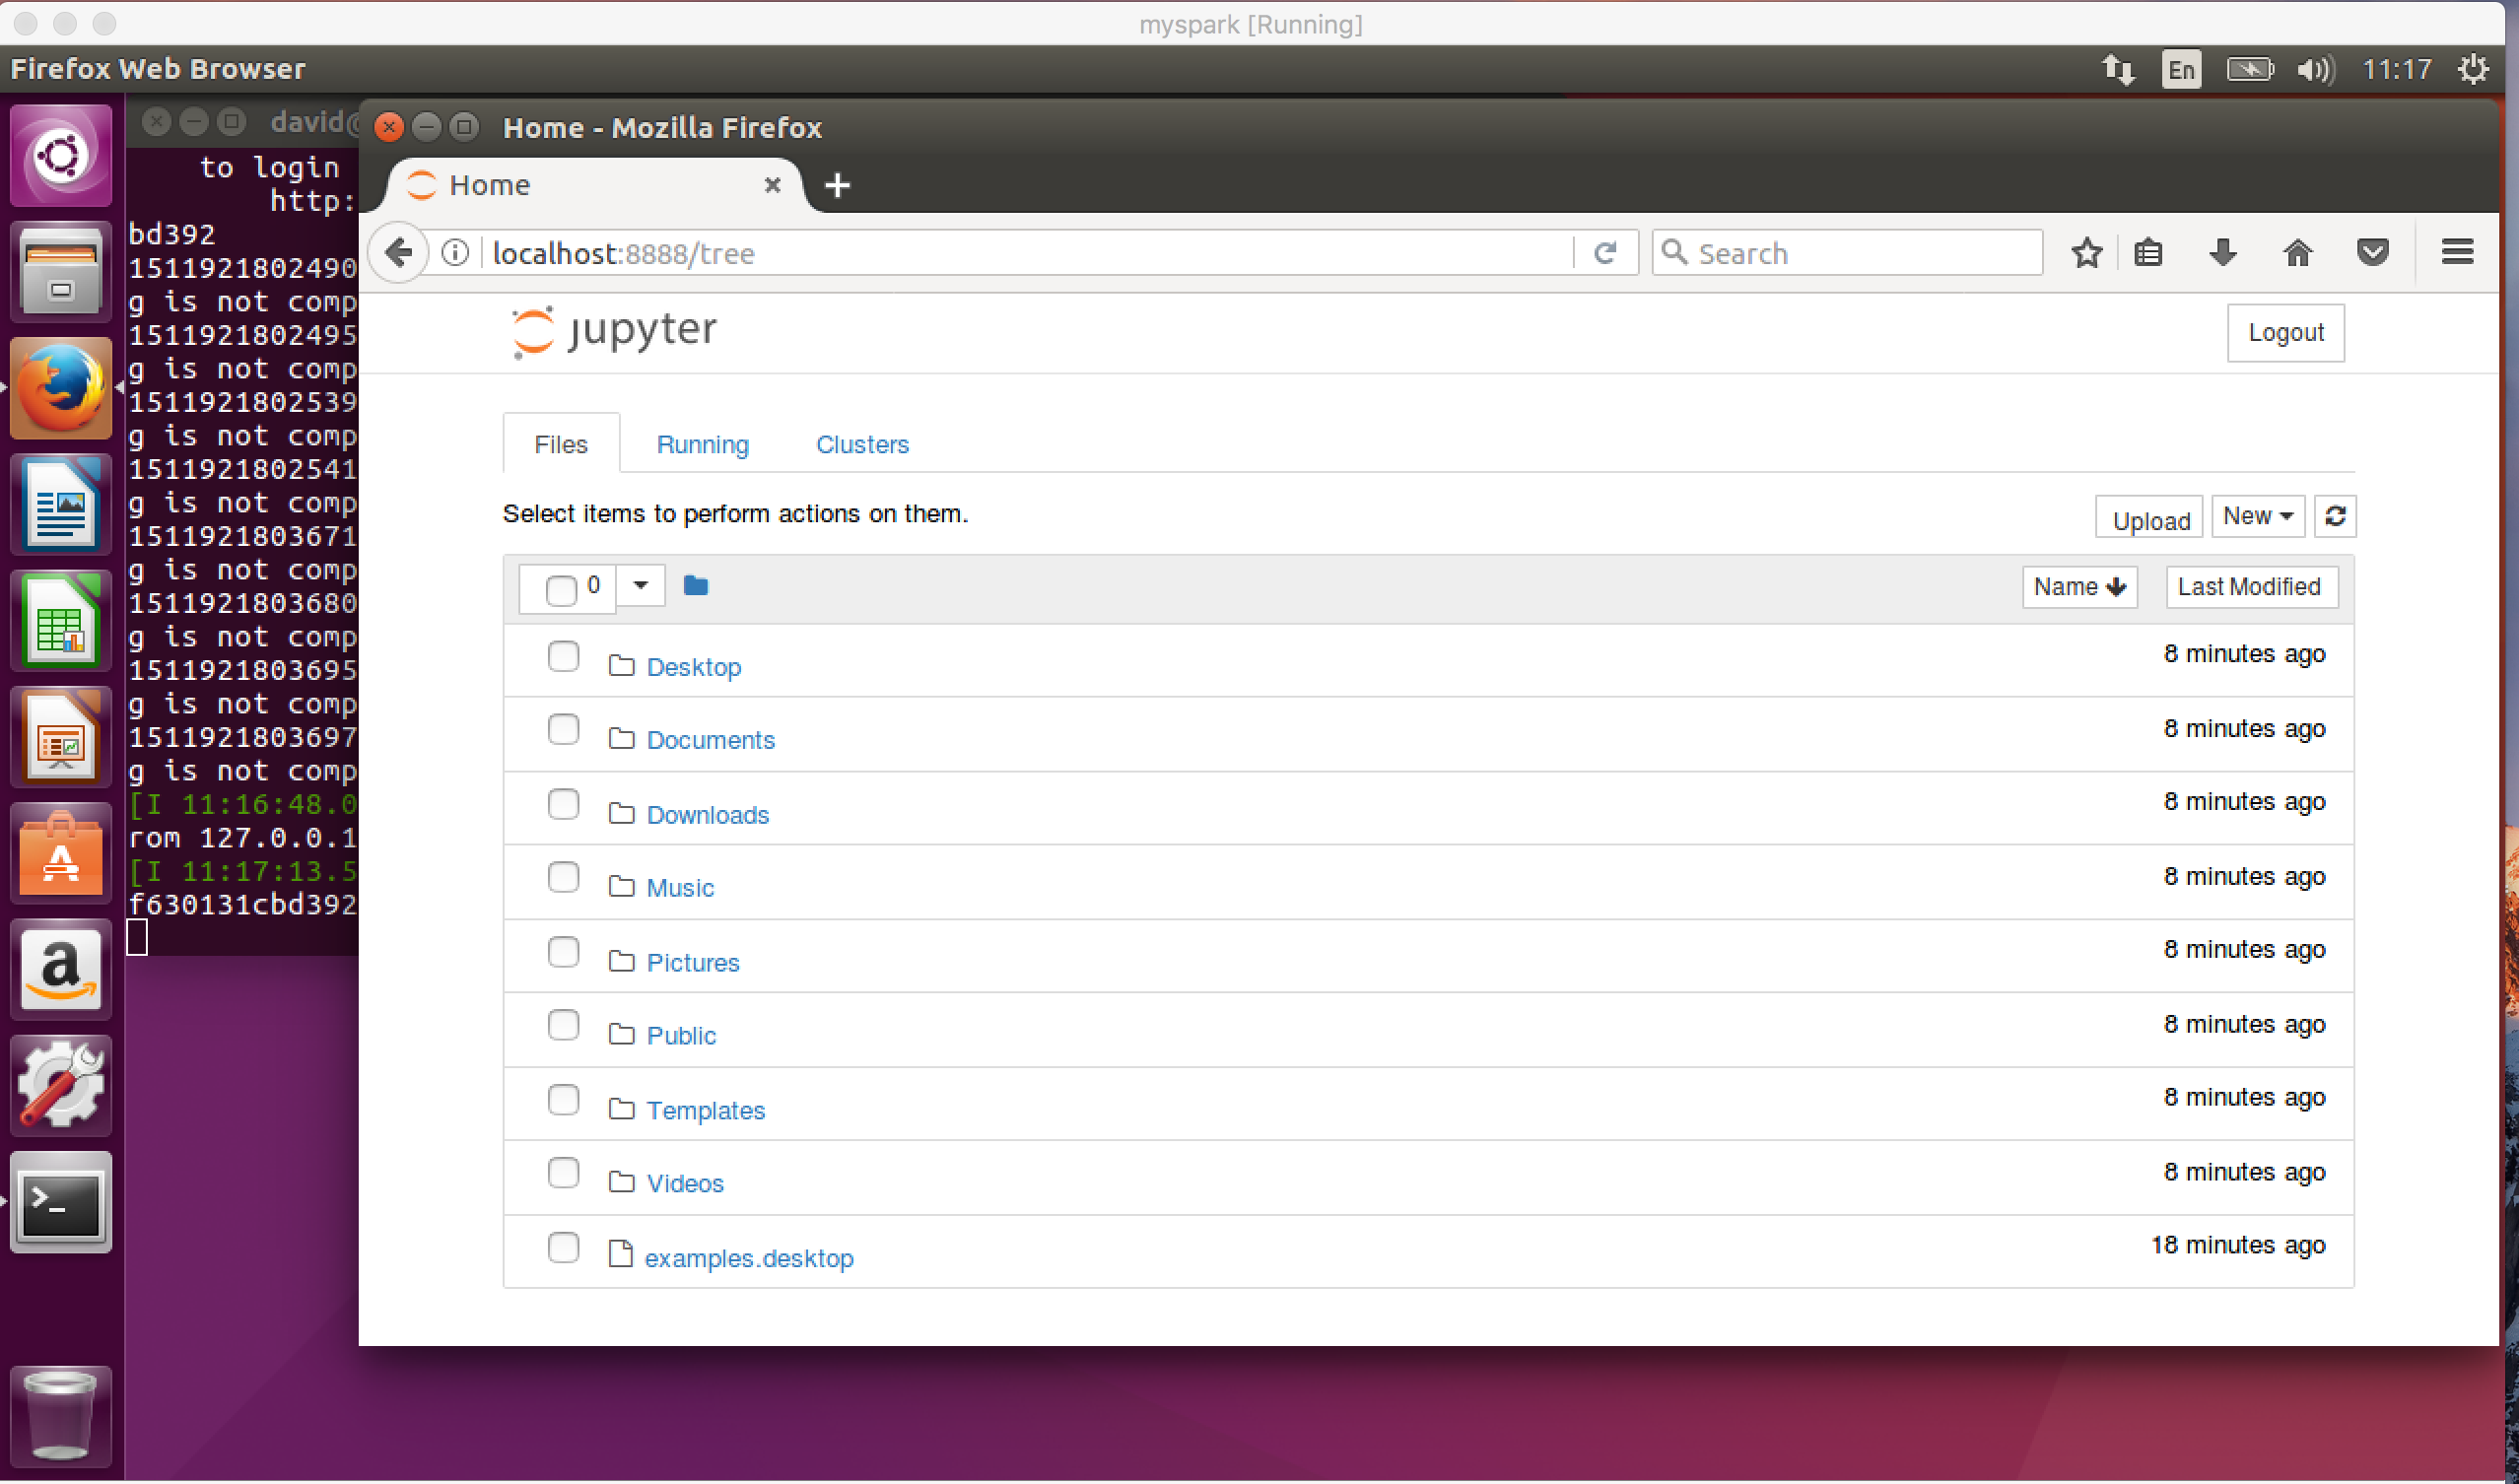 myspark [Running]
Firefox Web Browser
En
11:17
david@
to login
http:
bd392
1511921802490
g is not comp
1511921802495
g is not comp
1511921802539
g is not comp
1511921802541
g is not comp
1511921803671
g is not comp
1511921803680
g is not comp
1511921803695
g is not comp
1511921803697
g is not comp
[I 11:16:48.0
rom 127.0.0.1
[I 11:17:13.5
f630131cbd392
Home - Mozilla Firefox
Home
localhost:8888/tree
Search
jupyter
Logout
Files Running Clusters
Select items to perform actions on them.
Upload New
0
Name Last Modified
Desktop 8 minutes ago
Documents 8 minutes ago
Downloads 8 minutes ago
Music 8 minutes ago
Pictures 8 minutes ago
Public 8 minutes ago
Templates 8 minutes ago
Videos 8 minutes ago
examples.desktop 18 minutes ago